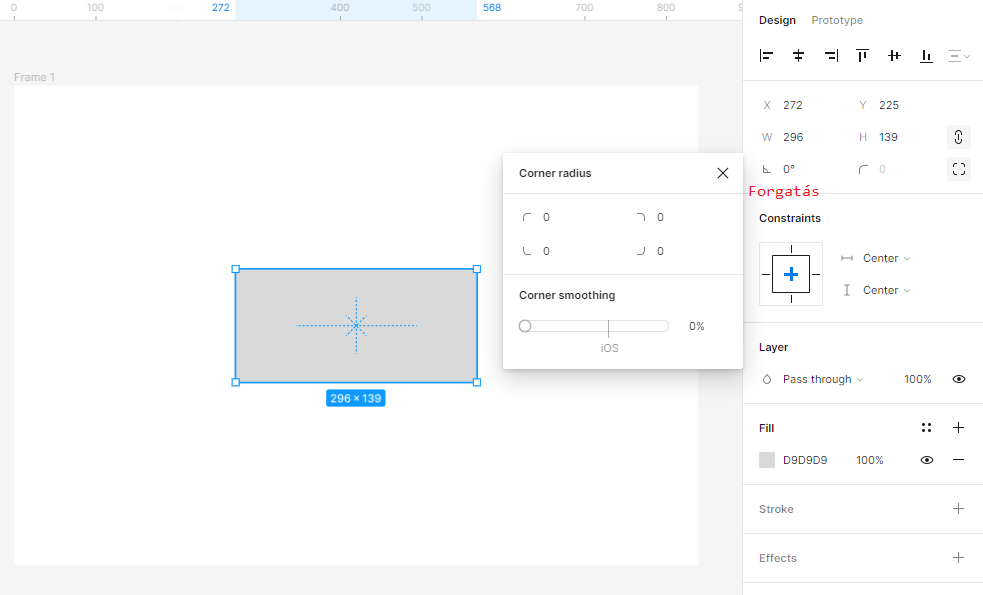 0 100 272 400 500 568 700 800 9
Design Prototype
Frame 1
X 272 Y 225
W 296 H 139
0° 0
Forgatás
Corner radius
0 0
0 0
Corner smoothing
0%
iOS
296 × 139
Constraints
Center
Center
Layer
Pass through 100%
Fill
D9D9D9 100%
Stroke
Effects